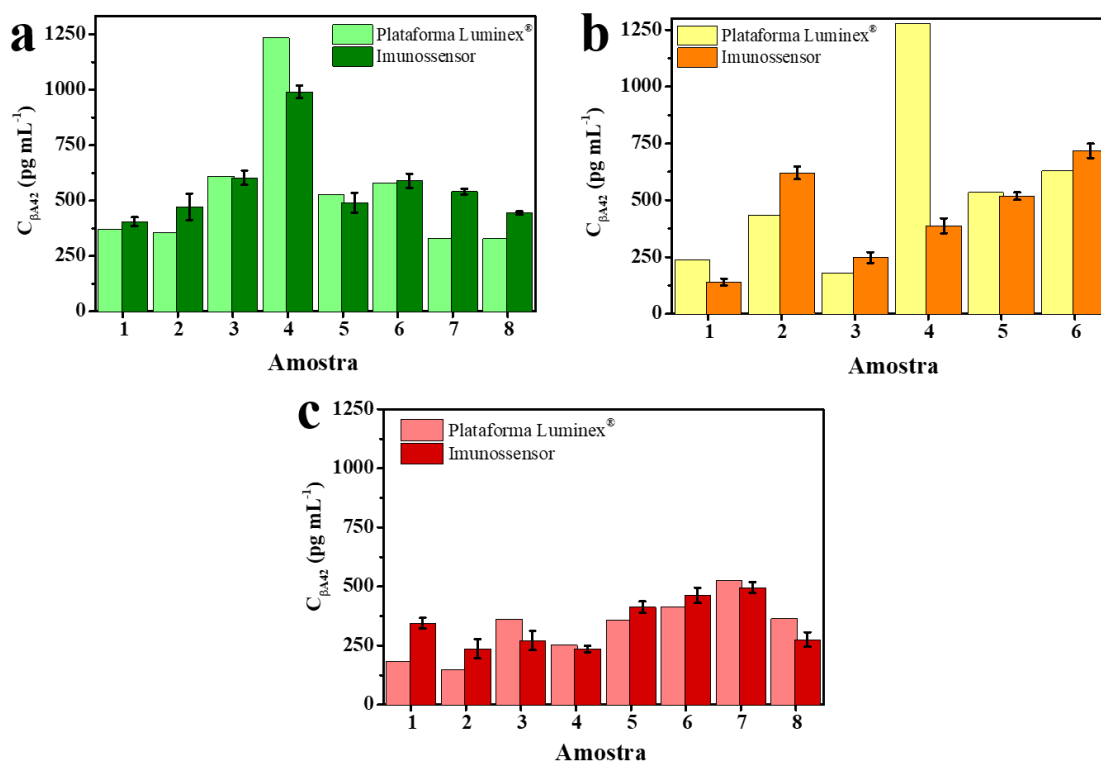 a
1250
1000
750
500
250
0
C_βA42 (pg mL⁻¹)
Plataforma Luminex®
Imunossensor
1 2 3 4 5 6 7 8
Amostra
b
1250
1000
750
500
250
0
C_βA42 (pg mL⁻¹)
Plataforma Luminex®
Imunossensor
1 2 3 4 5 6
Amostra
c
1250
1000
750
500
250
0
C_βA42 (pg mL⁻¹)
Plataforma Luminex®
Imunossensor
1 2 3 4 5 6 7 8
Amostra